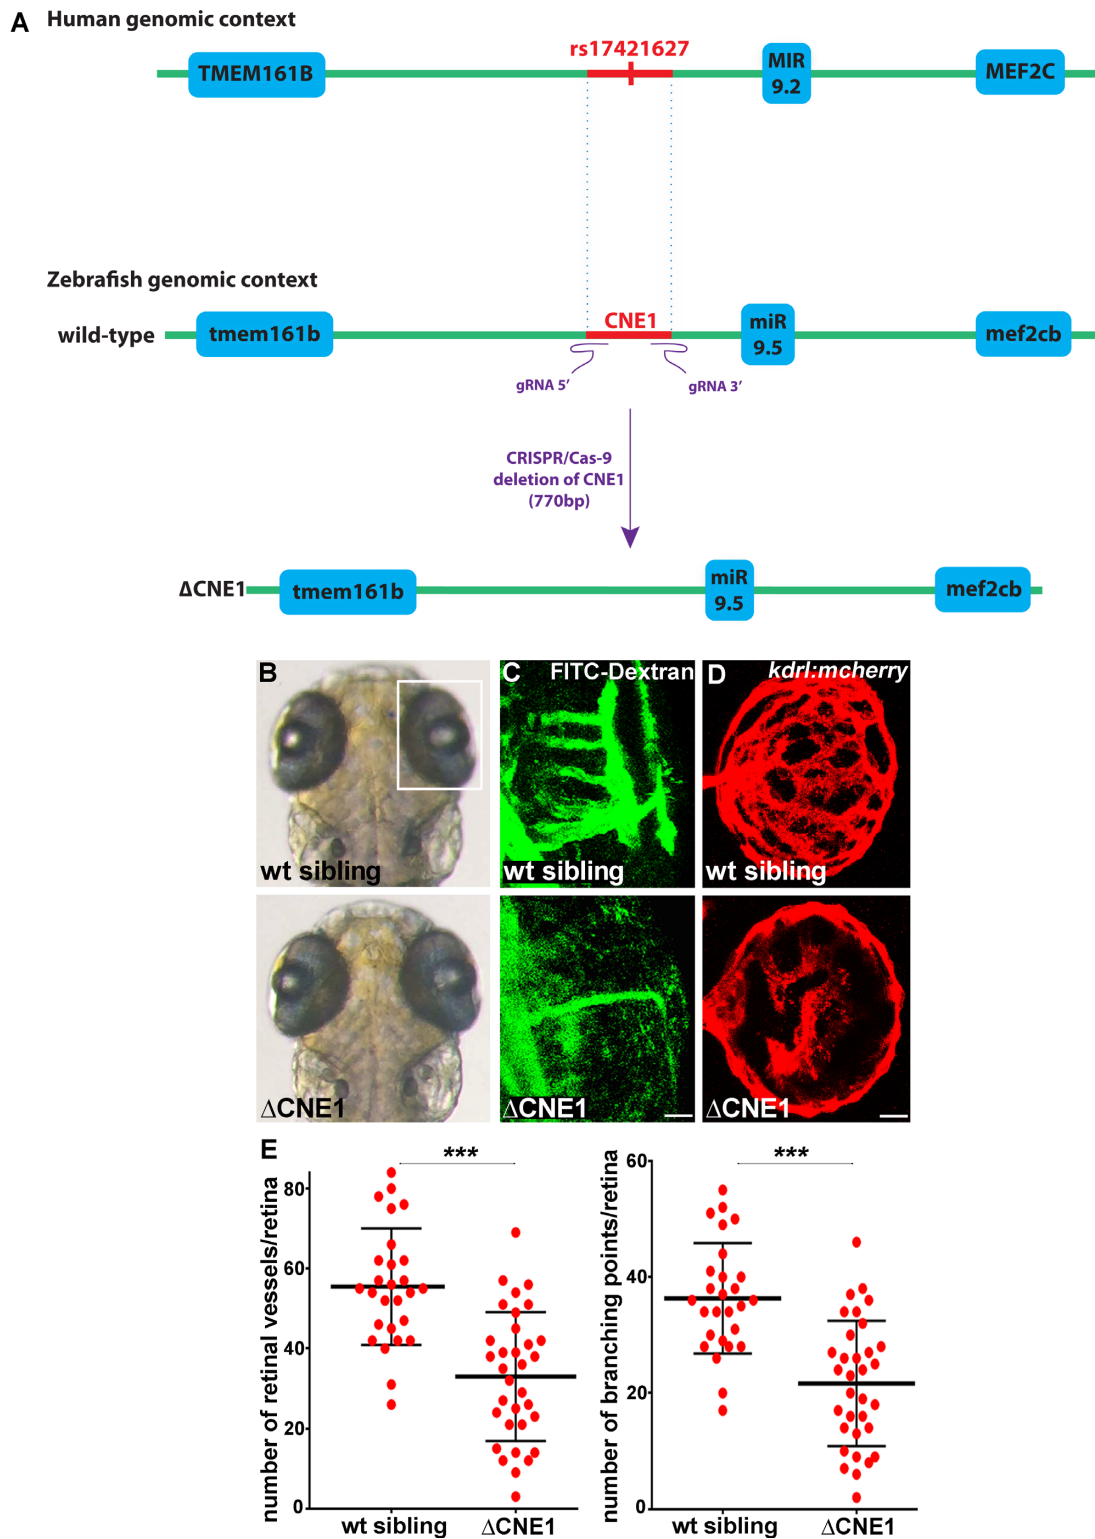 A
Human genomic context
rs17421627
TMEM161B
MIR
9.2
MEF2C
Zebrafish genomic context
wild-type
tmem161b
CNE1
miR
9.5
mef2cb
gRNA 5’
gRNA 3’
CRISPR/Cas-9
deletion of CNE1
(770bp)
ΔCNE1
tmem161b
miR
9.5
mef2cb
B
wt sibling
C
FITC-Dextran
wt sibling
D
kdrl:mcherry
wt sibling
ΔCNE1
ΔCNE1
ΔCNE1
E
number of retinal vessels/retina
80
60
40
20
0
***
wt sibling
ΔCNE1
number of branching points/retina
60
40
20
0
***
wt sibling
ΔCNE1